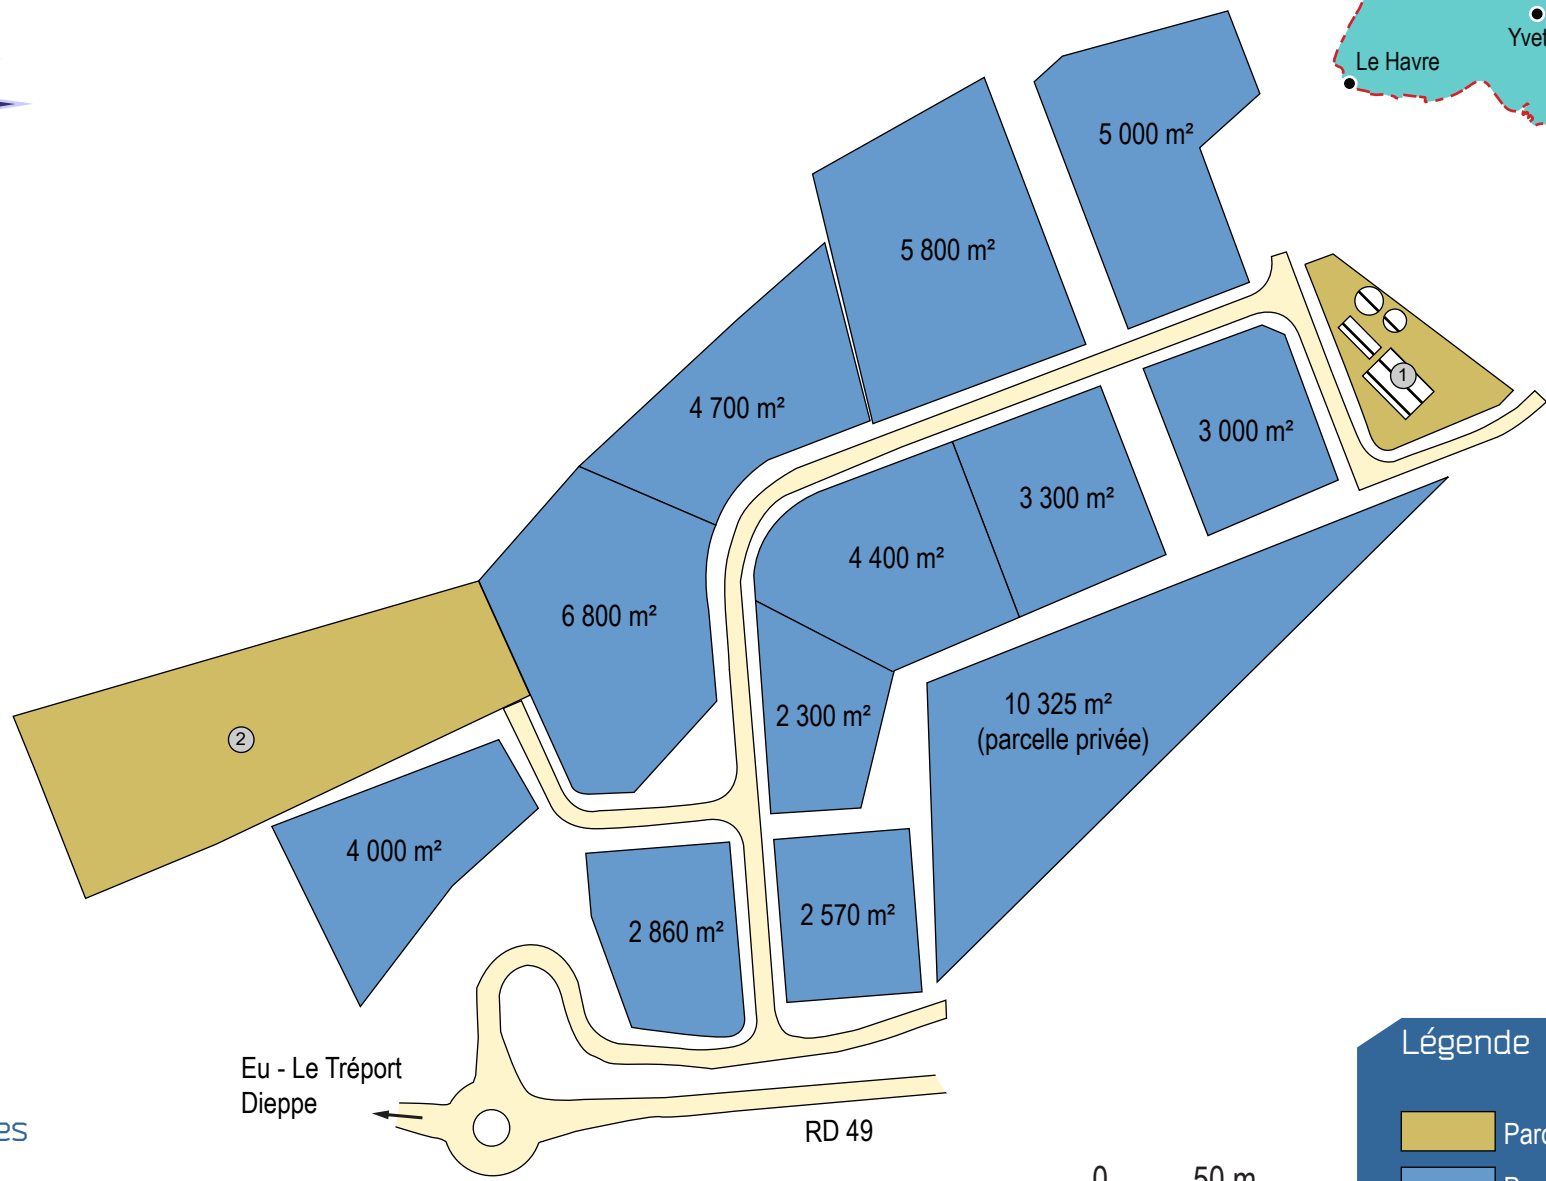 Yvet
Le Havre
5 000 m²
5 800 m²
1
4 700 m²
3 000 m²
3 300 m²
4 400 m²
6 800 m²
10 325 m²
(parcelle privée)
2 300 m²
2
4 000 m²
2 570 m²
2 860 m²
Eu - Le Tréport
Dieppe
RD 49
es
0 50 m
Légende
Parc